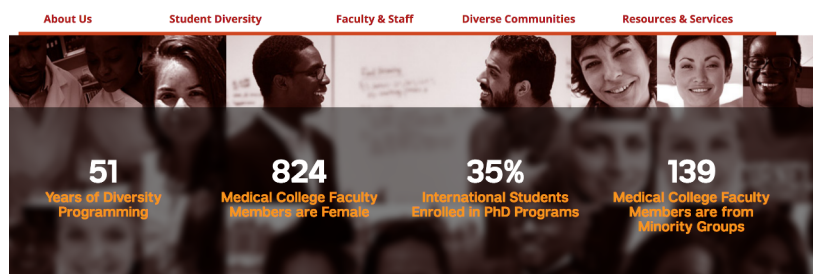 About Us
Student Diversity
Faculty & Staff
Diverse Communities
Resources & Services
51
Years of Diversity
Programming
824
Medical College Faculty
Members are Female
35%
International Students
Enrolled in PhD Programs
139
Medical College Faculty
Members are from
Minority Groups